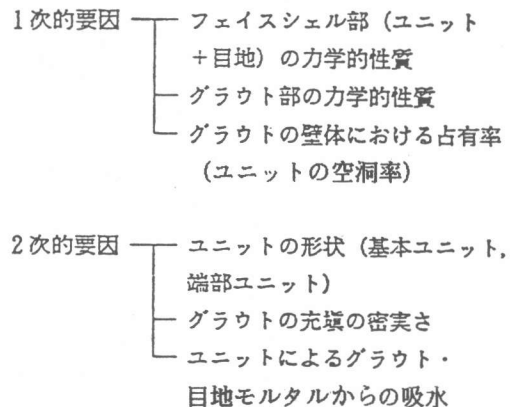 1次的要因 フェイスシェル部（ユニット
＋目地）の力学的性質
グラウト部の力学的性質
グラウトの壁体における占有率
（ユニットの空洞率）
2次的要因 ユニットの形状（基本ユニット，
端部ユニット）
グラウトの充塡の密実さ
ユニットによるグラウト・
目地モルタルからの吸水